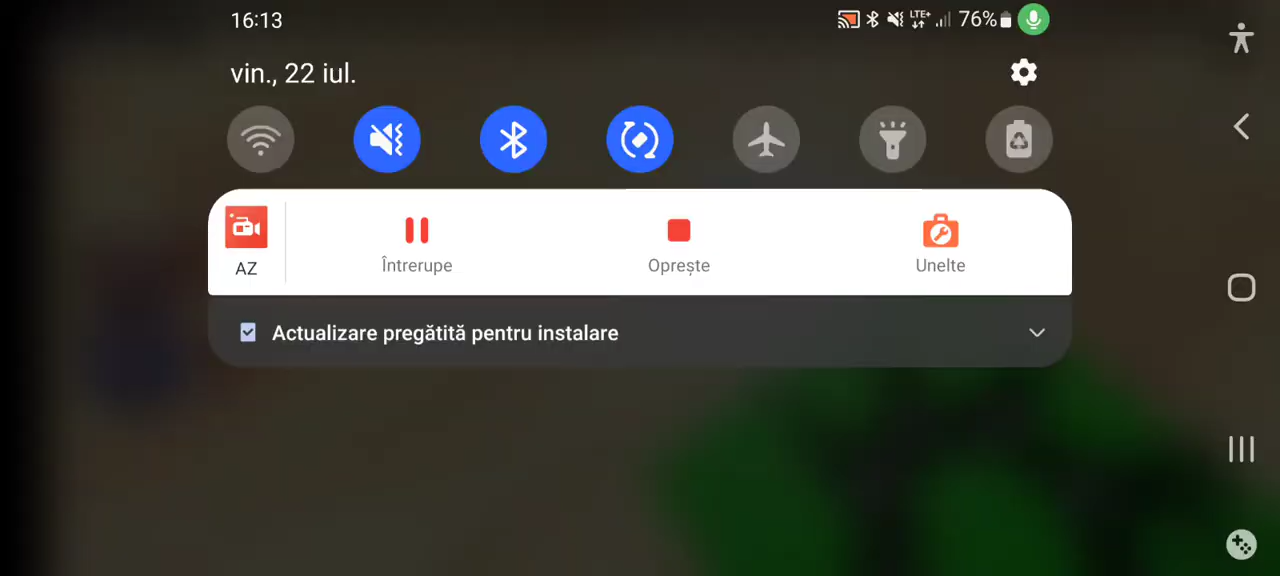 16:13
LTE+ 76%
vin., 22 iul.
AZ
Întrerupe
Oprește
Unelte
Actualizare pregătită pentru instalare